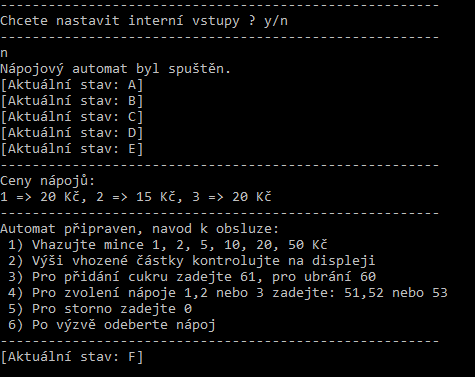 ------------------------------------------------------
Chcete nastavit interní vstupy ? y/n
------------------------------------------------------
n
Nápojový automat byl spuštěn.
[Aktuální stav: A]
[Aktuální stav: B]
[Aktuální stav: C]
[Aktuální stav: D]
[Aktuální stav: E]
------------------------------------------------------
Ceny nápojů:
1 => 20 Kč, 2 => 15 Kč, 3 => 20 Kč
------------------------------------------------------
Automat připraven, navod k obsluze:
1) Vhazujte mince 1, 2, 5, 10, 20, 50 Kč
2) Výši vhozené částky kontrolujte na displeji
3) Pro přidání cukru zadejte 61, pro ubrání 60
4) Pro zvolení nápoje 1,2 nebo 3 zadejte: 51,52 nebo 53
5) Pro storno zadejte 0
6) Po výzvě odeberte nápoj
------------------------------------------------------
[Aktuální stav: F]